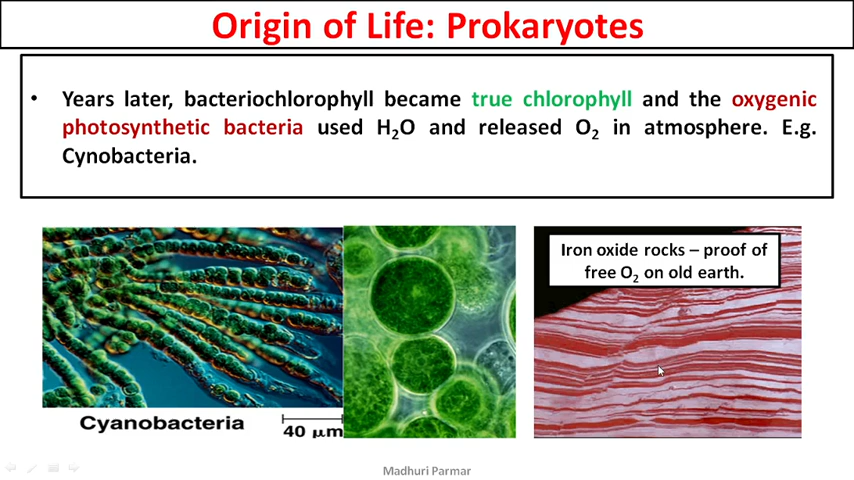 Origin of Life: Prokaryotes
• Years later, bacteriochlorophyll became true chlorophyll and the oxygenic
photosynthetic bacteria used H₂O and released O₂ in atmosphere. E.g.
Cynobacteria.
Iron oxide rocks – proof of
free O₂ on old earth.
Cyanobacteria
40 μm
Madhuri Parmar